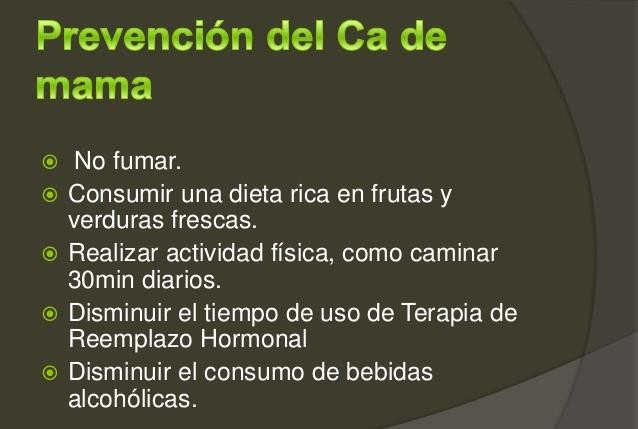 Prevención del Ca de
mama
No fumar.
Consumir una dieta rica en frutas y
verduras frescas.
Realizar actividad física, como caminar
30min diarios.
Disminuir el tiempo de uso de Terapia de
Reemplazo Hormonal
Disminuir el consumo de bebidas
alcohólicas.